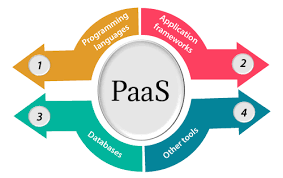 Programming
languages
Application
frameworks
1
2
PaaS
3
4
Databases
Other tools